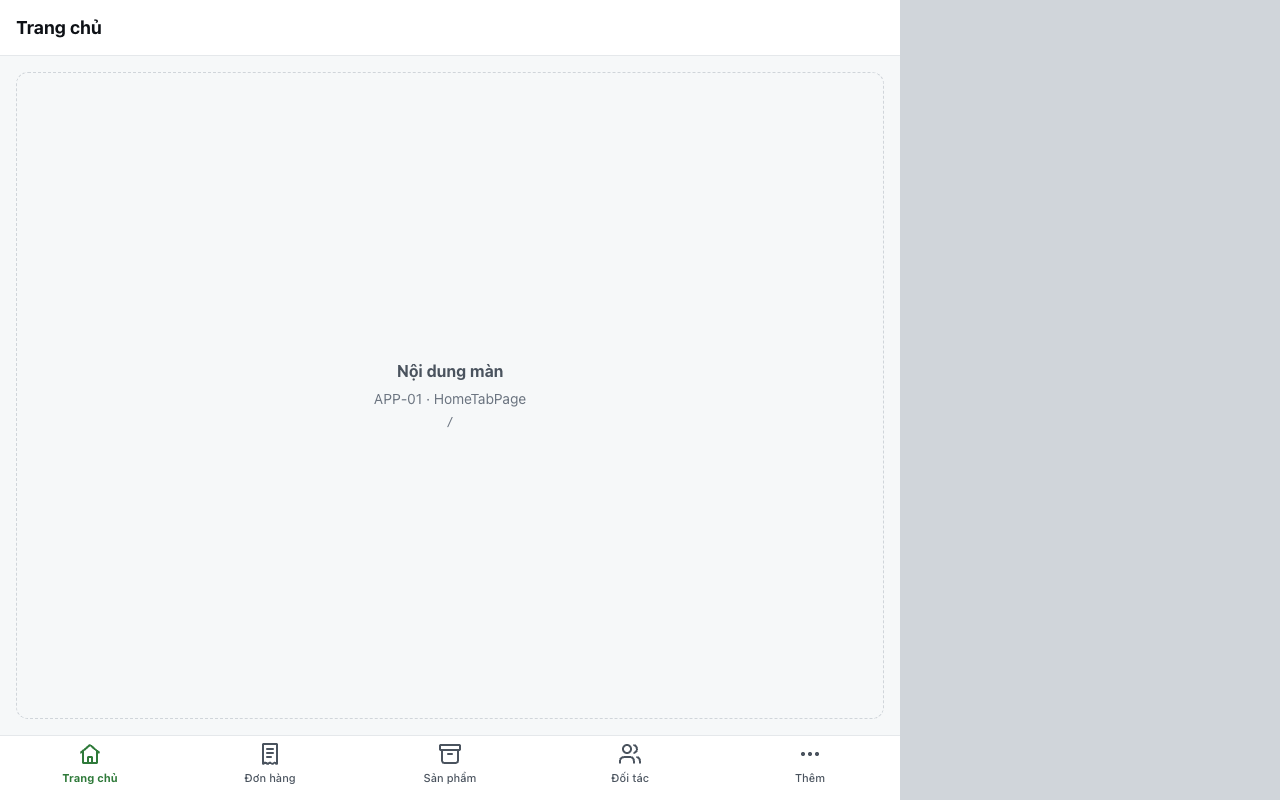 Trang chủ
Nội dung màn
APP-01 · HomeTabPage
/
Trang chủ
Đơn hàng
Sản phẩm
Đối tác
Thêm